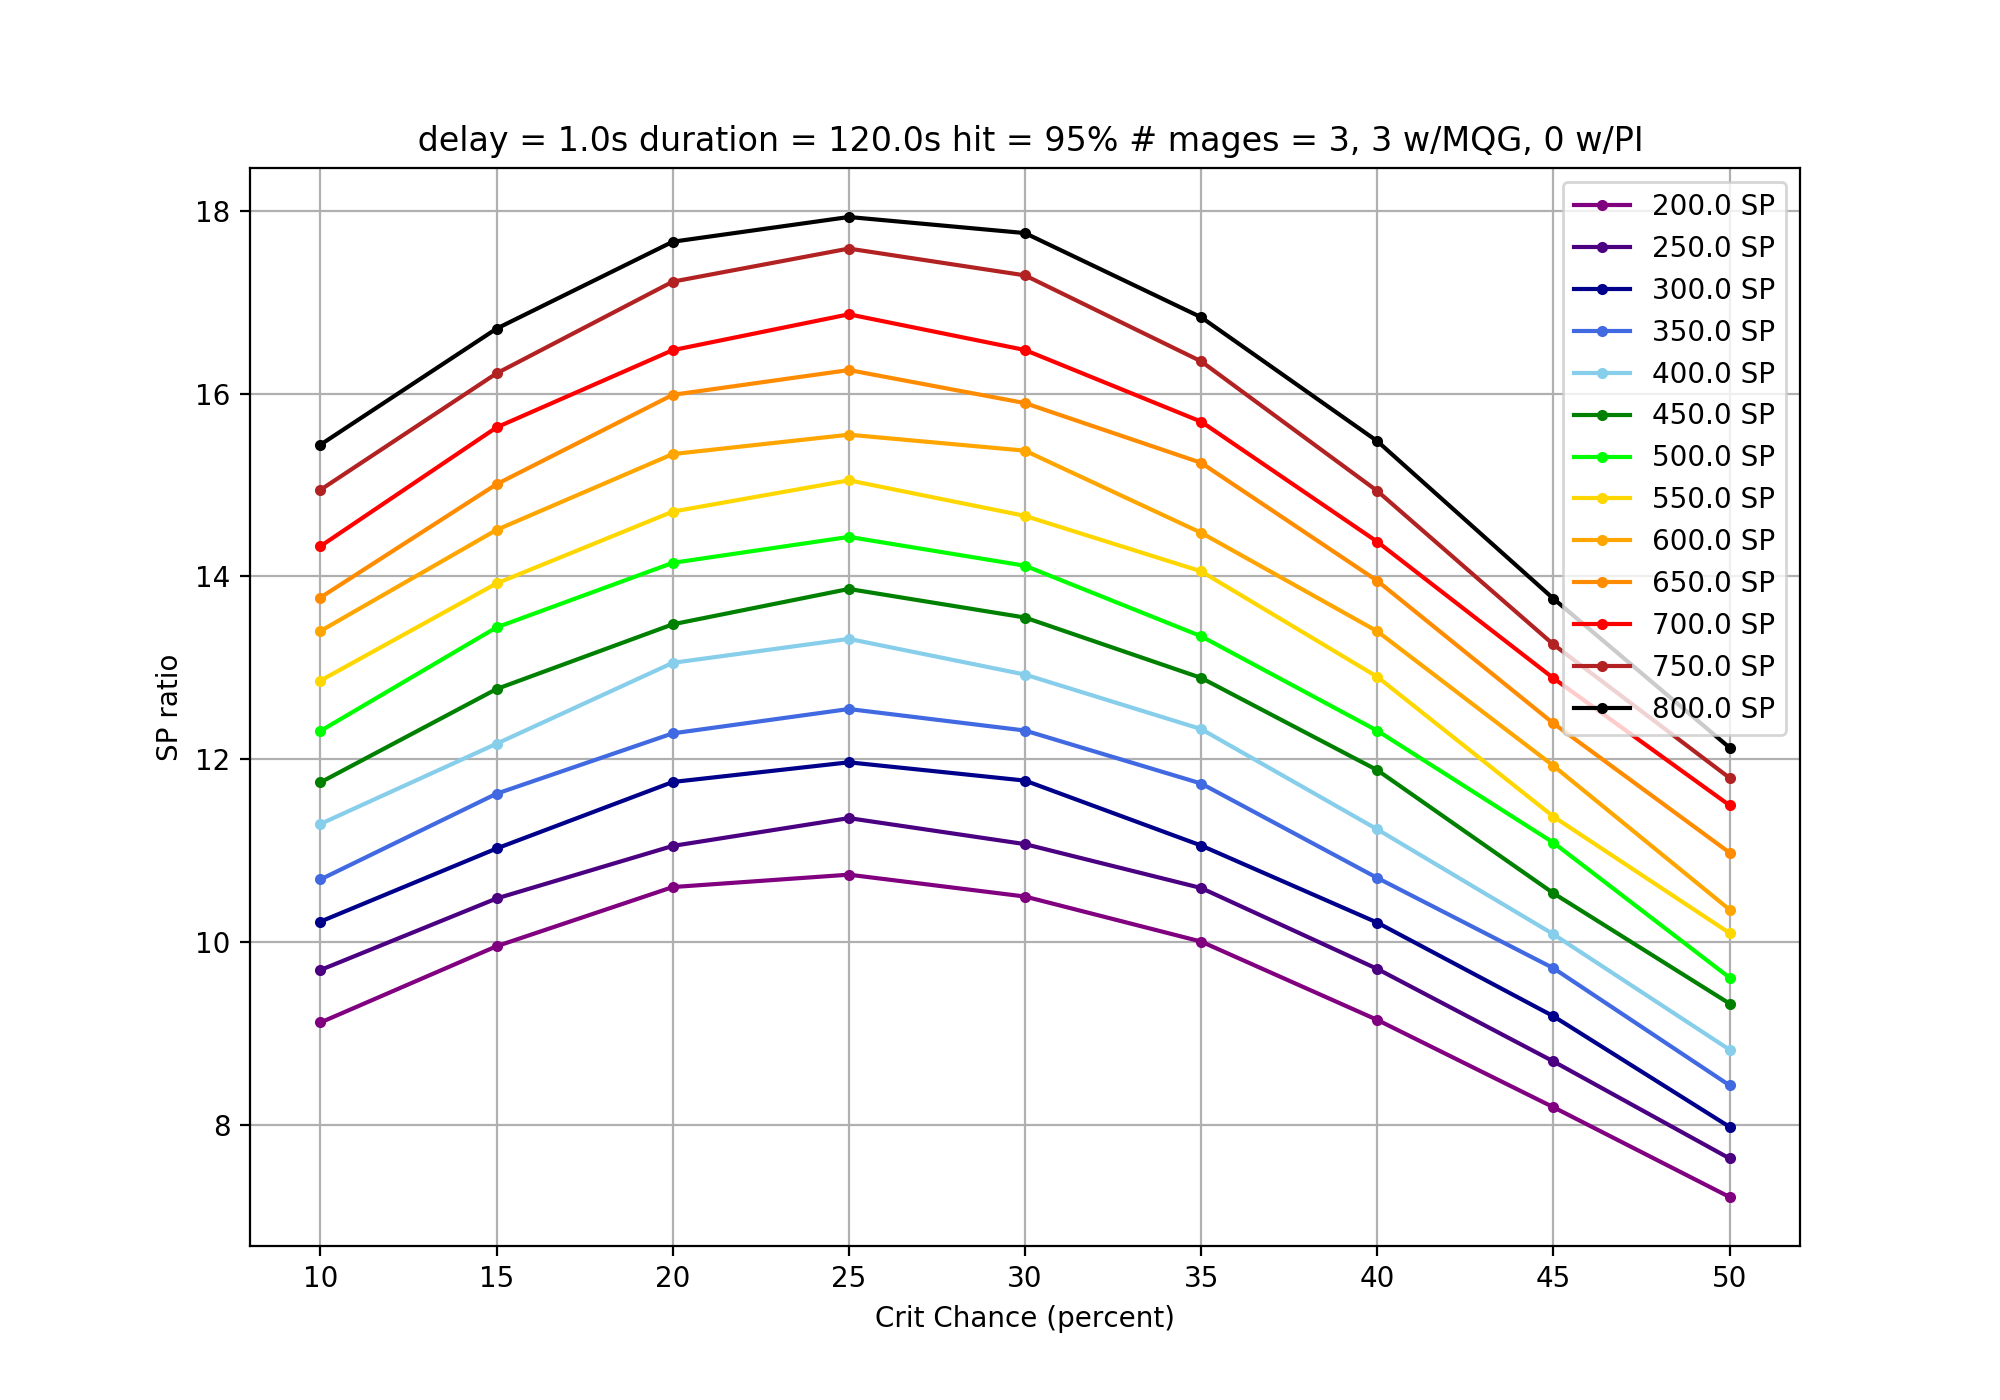 delay = 1.0s duration = 120.0s hit = 95% # mages = 3, 3 w/MQG, 0 w/PI
18
16
14
12
10
8
SP ratio
200.0 SP
250.0 SP
300.0 SP
350.0 SP
400.0 SP
450.0 SP
500.0 SP
550.0 SP
600.0 SP
650.0 SP
700.0 SP
750.0 SP
800.0 SP
10 15 20 25 30 35 40 45 50
Crit Chance (percent)